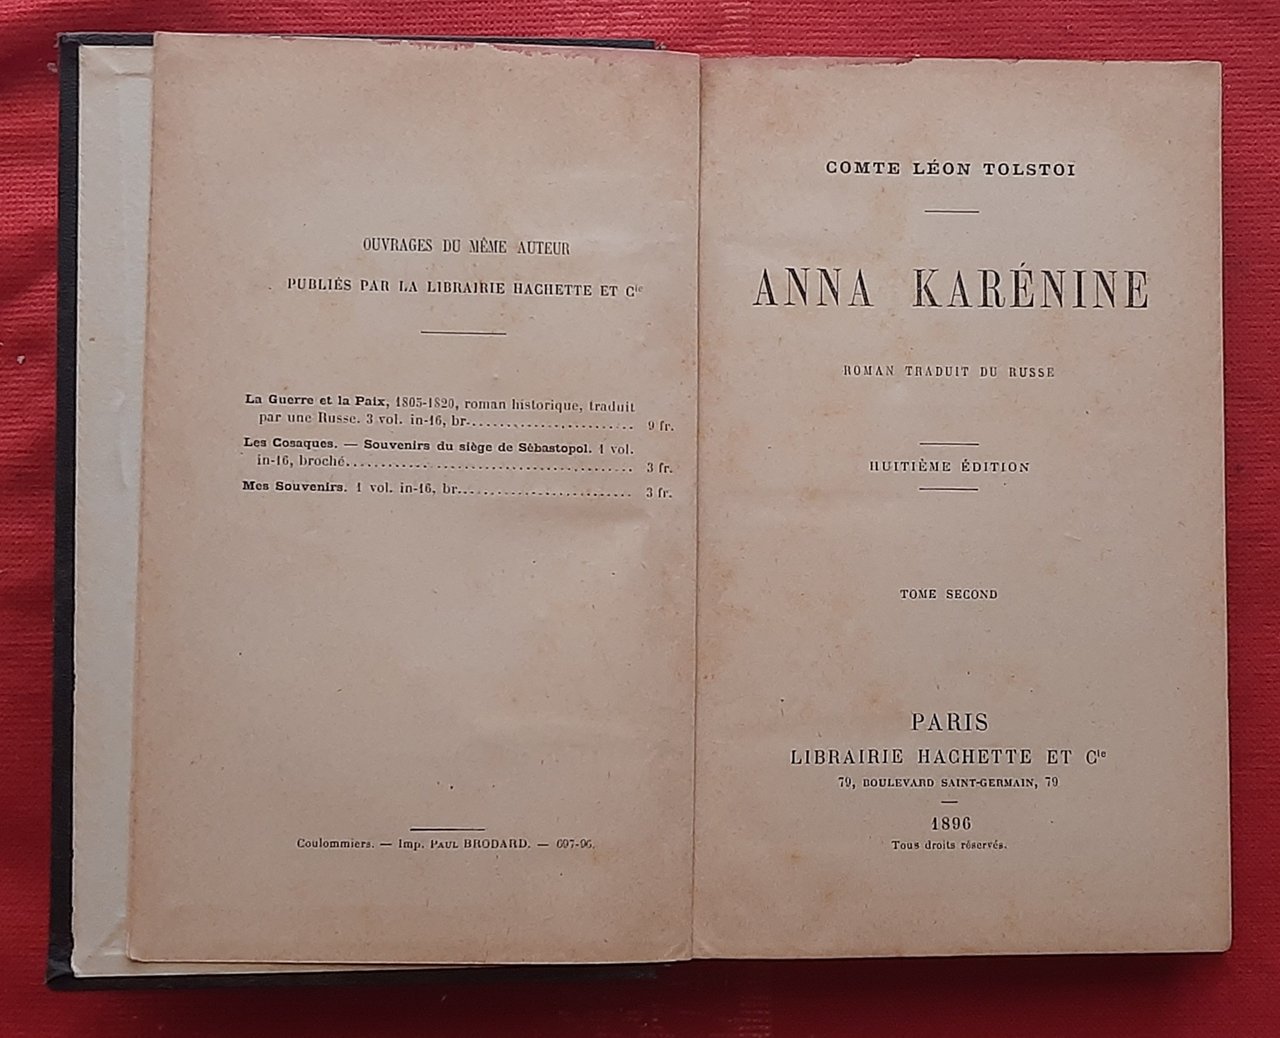 OUVRAGES DU MÊME AUTEUR
PUBLIÉS PAR LA LIBRAIRIE HACHETTE ET Cie
La Guerre et la Paix, 1805-1820, roman historique, traduit
par une Russe. 3 vol. in-16, br........................ 9 fr.
Les Cosaques. — Souvenirs du siège de Sébastopol. 1 vol.
in-16, broché........................................ 3 fr.
Mes Souvenirs. 1 vol. in-16, br......................... 3 fr.
Coulommiers. — Imp. PAUL BRODARD. — 697-96.
COMTE LÉON TOLSTOI
ANNA KARÉNINE
ROMAN TRADUIT DU RUSSE
HUITIÈME ÉDITION
TOME SECOND
PARIS
LIBRAIRIE HACHETTE ET Cie
79, BOULEVARD SAINT-GERMAIN, 79
1896
Tous droits réservés.